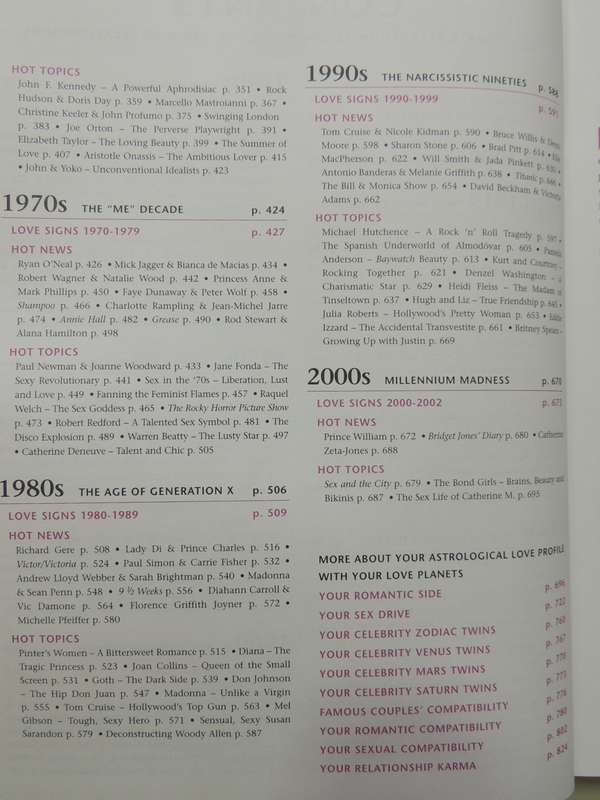 HOT TOPICS
John F. Kennedy – A Powerful Aphrodisiac p. 351 • Rock
Hudson & Doris Day p. 359 • Marcello Mastroianni p. 367 •
Christine Keeler & John Profumo p. 375 • Swinging London
p. 383 • Joe Orton – The Perverse Playwright p. 391 •
Elizabeth Taylor – The Loving Beauty p. 399 • The Summer of
Love p. 407 • Aristotle Onassis – The Ambitious Lover p. 415
• John & Yoko – Unconventional Idealists p. 423
1970s THE "ME" DECADE p. 424
LOVE SIGNS 1970-1979 p. 427
HOT NEWS
Ryan O'Neal p. 426 • Mick Jagger & Bianca de Macias p. 434 •
Robert Wagner & Natalie Wood p. 442 • Princess Anne &
Mark Phillips p. 450 • Faye Dunaway & Peter Wolf p. 458 •
Shampoo p. 466 • Charlotte Rampling & Jean-Michel Jarre
p. 474 • Annie Hall p. 482 • Grease p. 490 • Rod Stewart &
Alana Hamilton p. 498
HOT TOPICS
Paul Newman & Joanne Woodward p. 433 • Jane Fonda – The
Sexy Revolutionary p. 441 • Sex in the '70s – Liberation, Lust
and Love p. 449 • Fanning the Feminist Flames p. 457 • Raquel
Welch – The Sex Goddess p. 465 • The Rocky Horror Picture Show
p. 473 • Robert Redford – A Talented Sex Symbol p. 481 • The
Disco Explosion p. 489 • Warren Beatty – The Lusty Star p. 497
• Catherine Deneuve – Talent and Chic p. 505
1980s THE AGE OF GENERATION X p. 506
LOVE SIGNS 1980-1989 p. 509
HOT NEWS
Richard Gere p. 508 • Lady Di & Prince Charles p. 516 •
Victor/Victoria p. 524 • Paul Simon & Carrie Fisher p. 532 •
Andrew Lloyd Webber & Sarah Brightman p. 540 • Madonna
& Sean Penn p. 548 • 9 ½ Weeks p. 556 • Diahann Carroll &
Vic Damone p. 564 • Florence Griffith Joyner p. 572 •
Michelle Pfeiffer p. 580
HOT TOPICS
Pinter's Women – A Bittersweet Romance p. 515 • Diana – The
Tragic Princess p. 523 • Joan Collins – Queen of the Small
Screen p. 531 • Goth – The Dark Side p. 539 • Don Johnson
– The Hip Don Juan p. 547 • Madonna – Unlike a Virgin
p. 555 • Tom Cruise – Hollywood's Top Gun p. 563 • Mel
Gibson – Tough, Sexy Hero p. 571 • Sensual, Sexy Susan
Sarandon p. 579 • Deconstructing Woody Allen p. 587
1990s THE NARCISSISTIC NINETIES p. 588
LOVE SIGNS 1990-1999 p. 591
HOT NEWS
Tom Cruise & Nicole Kidman p. 590 • Bruce Willis & Demi
Moore p. 598 • Sharon Stone p. 606 • Brad Pitt p. 614 • Elle
MacPherson p. 622 • Will Smith & Jada Pinkett p. 630 •
Antonio Banderas & Melanie Griffith p. 638 • Titanic p. 646 •
The Bill & Monica Show p. 654 • David Beckham & Victoria
Adams p. 662
HOT TOPICS
Michael Hutchence – A Rock 'n' Roll Tragedy p. 597 •
The Spanish Underworld of Almodóvar p. 605 • Pamela
Anderson – Baywatch Beauty p. 613 • Kurt and Courtney –
Rocking Together p. 621 • Denzel Washington – a
Charismatic Star p. 629 • Heidi Fleiss – The Madam of
Tinseltown p. 637 • Hugh and Liz – True Friendship p. 645 •
Julia Roberts – Hollywood's Pretty Woman p. 653 • Eddie
Izzard – The Accidental Transvestite p. 661 • Britney Spears –
Growing Up with Justin p. 669
2000s MILLENNIUM MADNESS p. 670
LOVE SIGNS 2000-2002 p. 673
HOT NEWS
Prince William p. 672 • Bridget Jones' Diary p. 680 • Catherine
Zeta-Jones p. 688
HOT TOPICS
Sex and the City p. 679 • The Bond Girls – Brains, Beauty and
Bikinis p. 687 • The Sex Life of Catherine M. p. 695
MORE ABOUT YOUR ASTROLOGICAL LOVE PROFILE
WITH YOUR LOVE PLANETS
YOUR ROMANTIC SIDE p. 696
YOUR SEX DRIVE p. 722
YOUR CELEBRITY ZODIAC TWINS p. 760
YOUR CELEBRITY VENUS TWINS p. 767
YOUR CELEBRITY MARS TWINS p. 770
YOUR CELEBRITY SATURN TWINS p. 773
FAMOUS COUPLES' COMPATIBILITY p. 776
YOUR ROMANTIC COMPATIBILITY p. 780
YOUR SEXUAL COMPATIBILITY p. 802
YOUR RELATIONSHIP KARMA p. 824